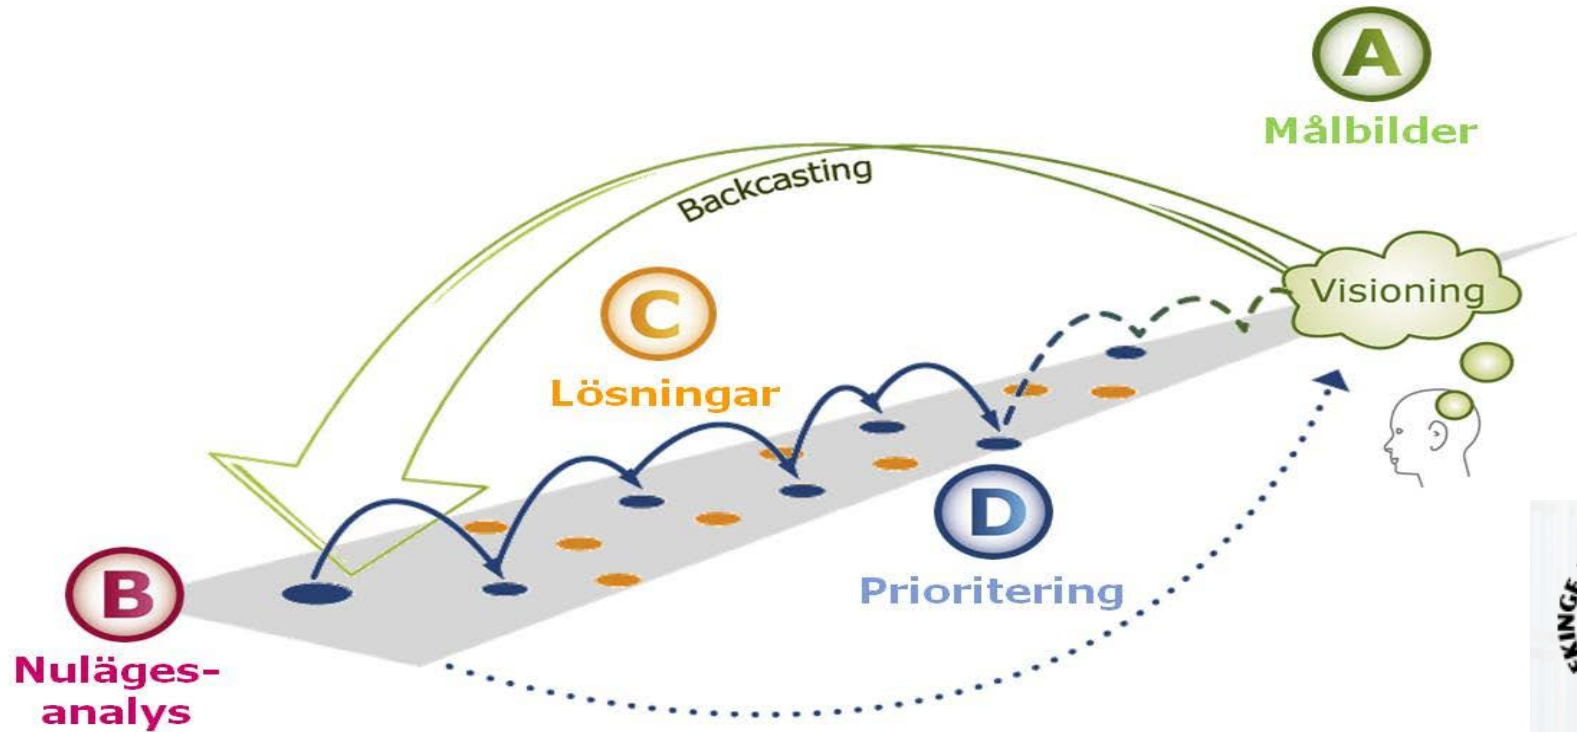 A
Målbilder
Backcasting
Visioning
C
Lösningar
D
Prioritering
B
Nuläges-
analys